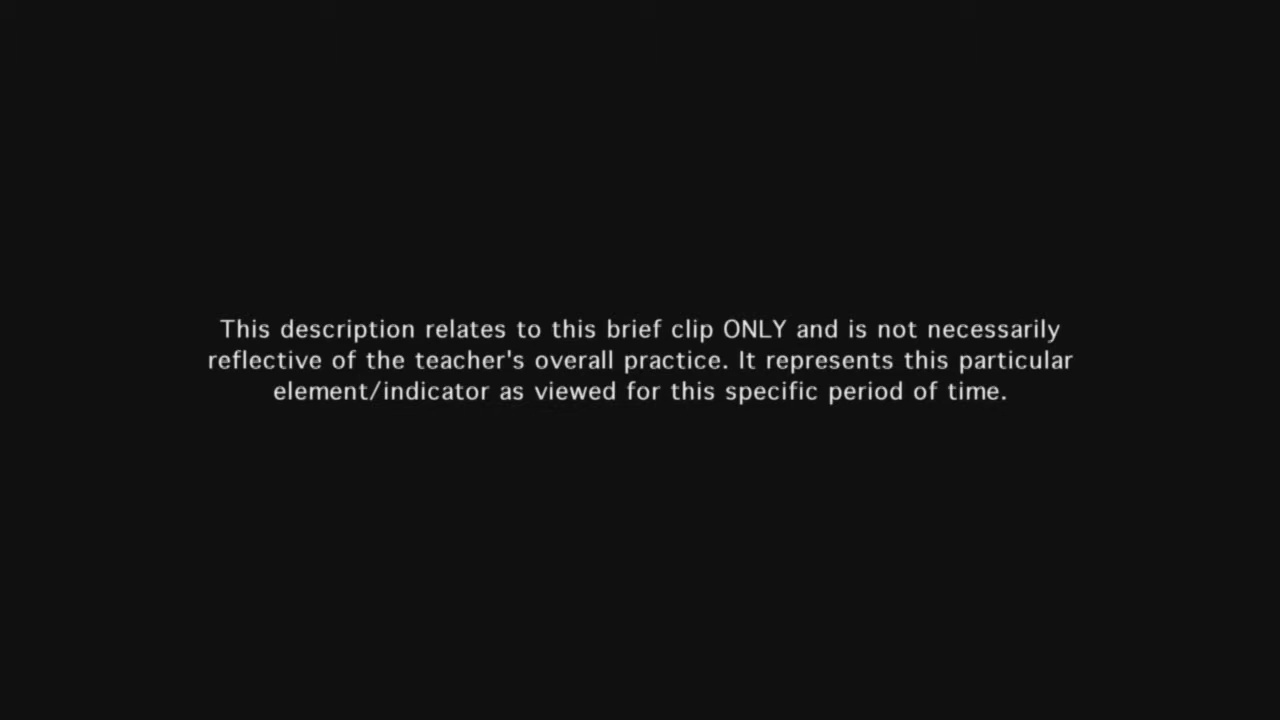 This description relates to this brief clip ONLY and is not necessarily
reflective of the teacher's overall practice. It represents this particular
element/indicator as viewed for this specific period of time.